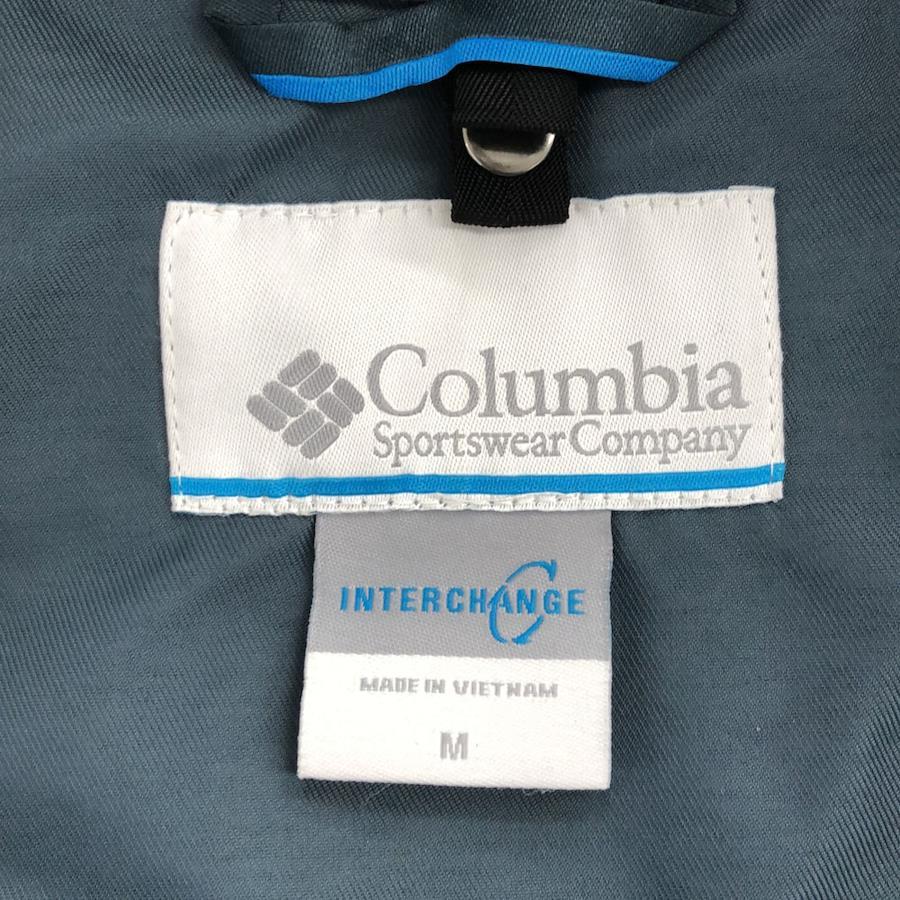 Columbia
Sportswear Company
INTERCHANGE
MADE IN VIETNAM
M